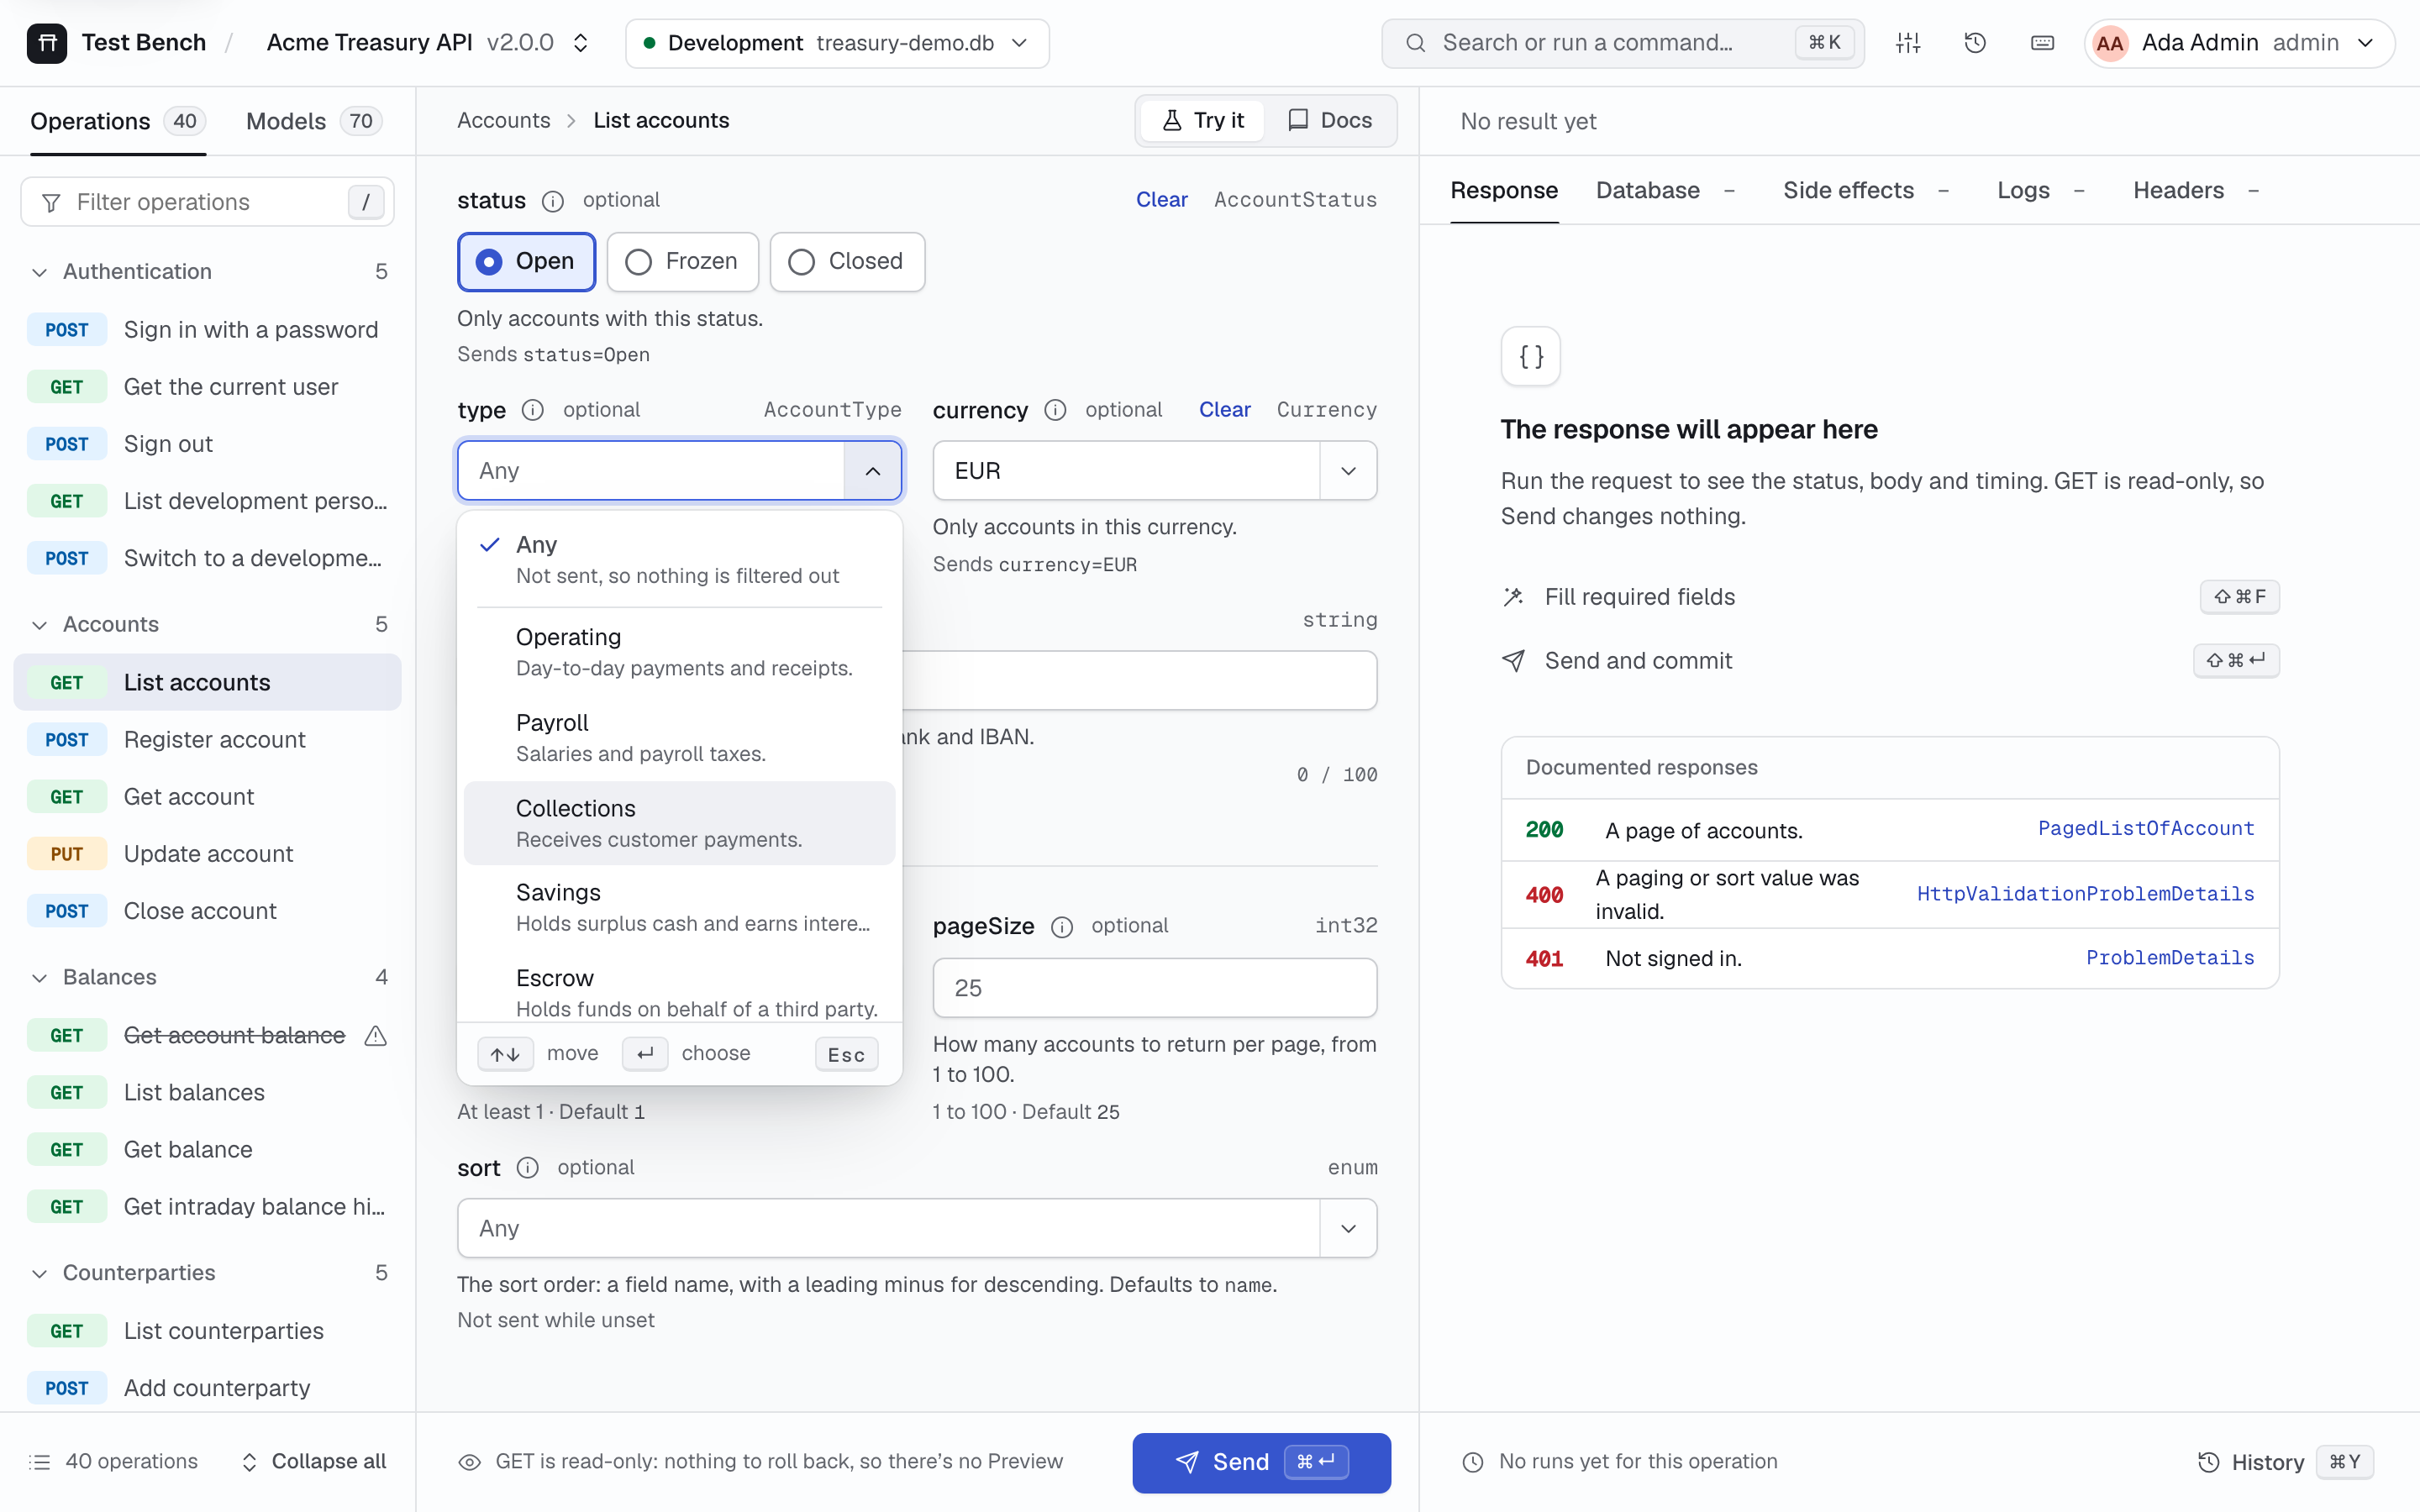 Test Bench / Acme Treasury API v2.0.0
Development treasury-demo.db
Search or run a command… ⌘K
AA Ada Admin admin
Operations 40 Models 70
Filter operations /
Authentication 5
POST Sign in with a password
GET Get the current user
POST Sign out
GET List development perso…
POST Switch to a developme…
Accounts 5
GET List accounts
POST Register account
GET Get account
PUT Update account
POST Close account
Balances 4
GET Get account balance
GET List balances
GET Get balance
GET Get intraday balance hi…
Counterparties 5
GET List counterparties
POST Add counterparty
40 operations Collapse all
Accounts > List accounts
Try it Docs
status optional Clear AccountStatus
Open Frozen Closed
Only accounts with this status.
Sends status=Open
type optional AccountType
Any
Any
Not sent, so nothing is filtered out
Operating
Day-to-day payments and receipts.
Payroll
Salaries and payroll taxes.
Collections
Receives customer payments.
Savings
Holds surplus cash and earns intere…
Escrow
Holds funds on behalf of a third party.
↑↓ move ↵ choose Esc
At least 1 · Default 1
currency optional Clear Currency
EUR
Only accounts in this currency.
Sends currency=EUR
string
and IBAN.
0 / 100
pageSize optional int32
25
How many accounts to return per page, from
1 to 100.
1 to 100 · Default 25
sort optional enum
Any
The sort order: a field name, with a leading minus for descending. Defaults to name.
Not sent while unset
GET is read-only: nothing to roll back, so there’s no Preview
Send ⌘↵
No result yet
Response Database – Side effects – Logs – Headers –
{}
The response will appear here
Run the request to see the status, body and timing. GET is read-only, so
Send changes nothing.
Fill required fields ⇧⌘F
Send and commit ⇧⌘↵
Documented responses
200 A page of accounts. PagedListOfAccount
400 A paging or sort value was
invalid. HttpValidationProblemDetails
401 Not signed in. ProblemDetails
No runs yet for this operation
History ⌘Y